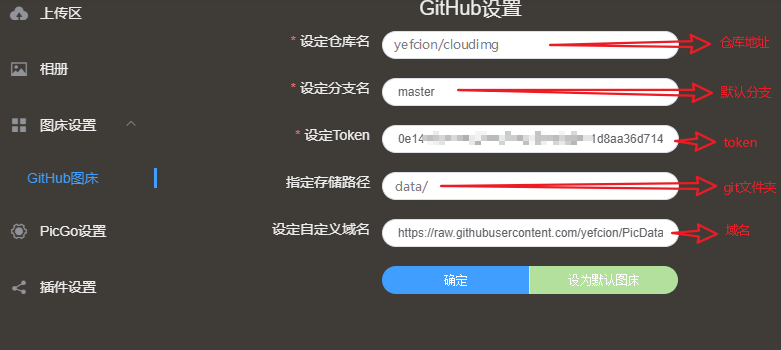 GitHub设置
上传区
相册
图床设置
GitHub图床
PicGo设置
插件设置
* 设定仓库名
yefcion/cloudimg
仓库地址
* 设定分支名
master
默认分支
* 设定Token
0e14
1d8aa36d714
token
指定存储路径
data/
git文件夹
设定自定义域名
https://raw.githubusercontent.com/yefcion/PicData
域名
确定
设为默认图床